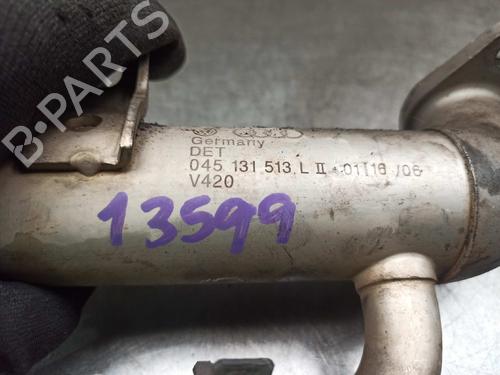 Germany
DET
045 131 513 L II 01116 /06
V420
13599
B-PARTS